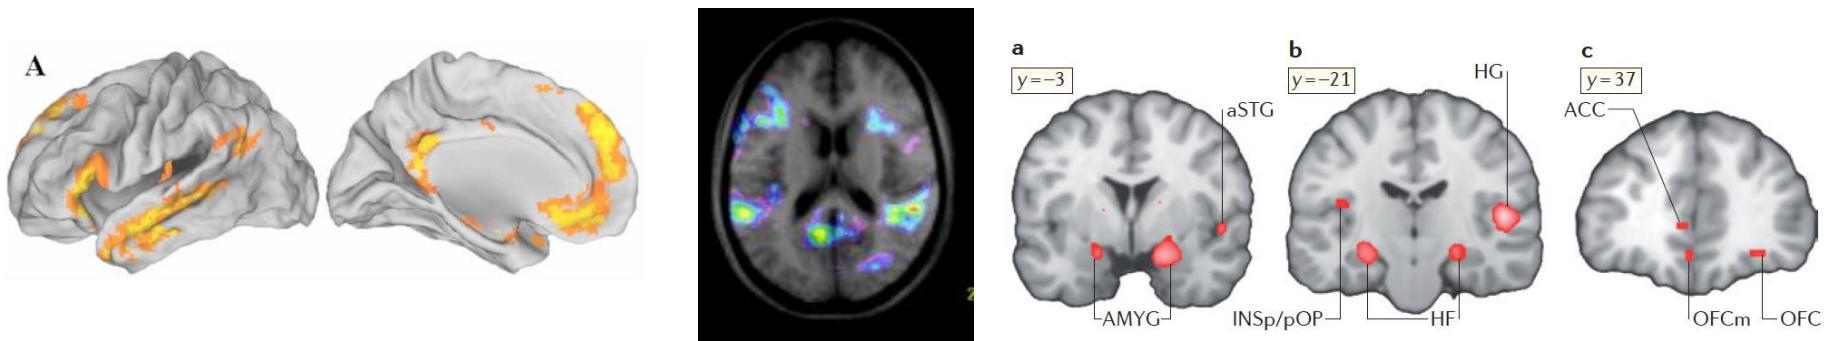 A
a
y=−3
aSTG
AMYG
b
y=−21
HG
INSp/pOP
HF
c
y=37
ACC
OFCm
OFC